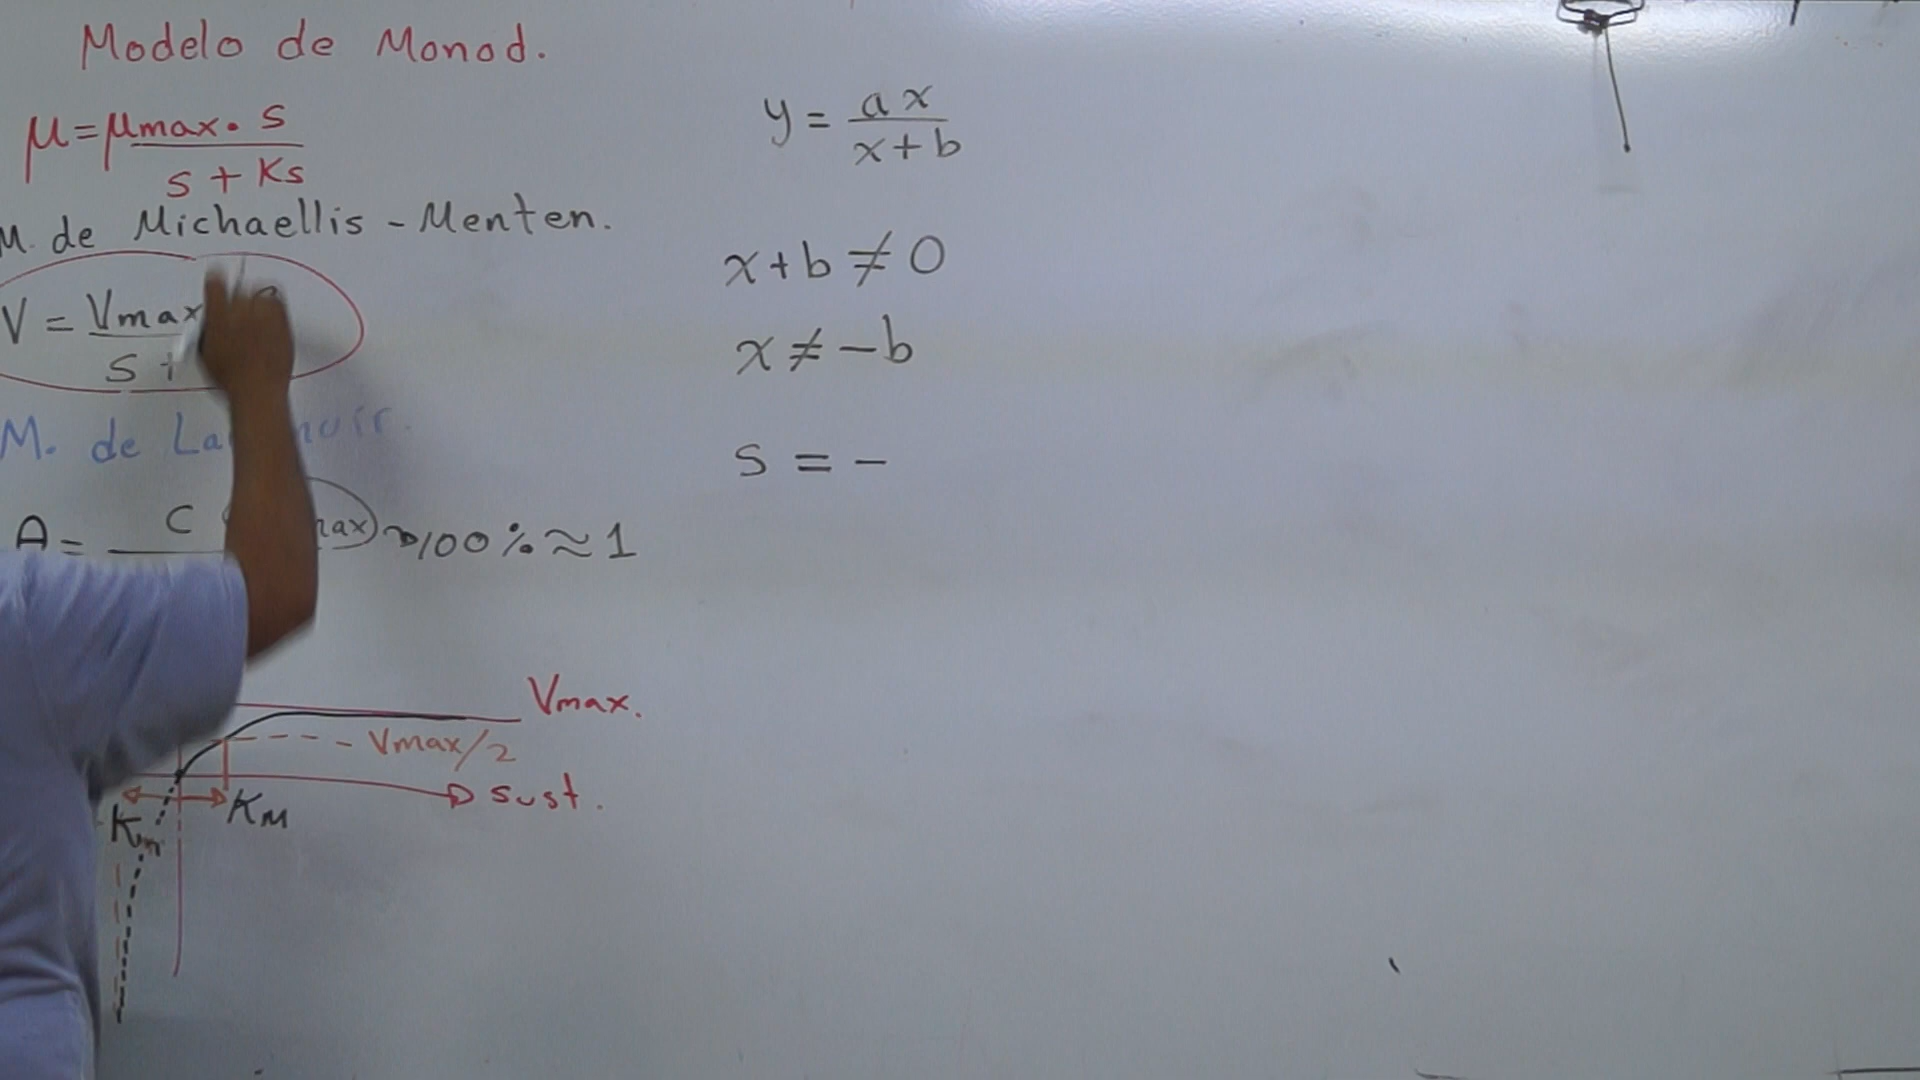 Modelo de Monod.
μ = μmax · s
s + Ks
M. de Michaellis - Menten.
V = Vmax
s +
M. de
C
θ = max → 100 % ≈ 1
Vmax.
Vmax/2
sust.
KM
Km
y = ax
x + b
x + b ≠ 0
x ≠ -b
s = -